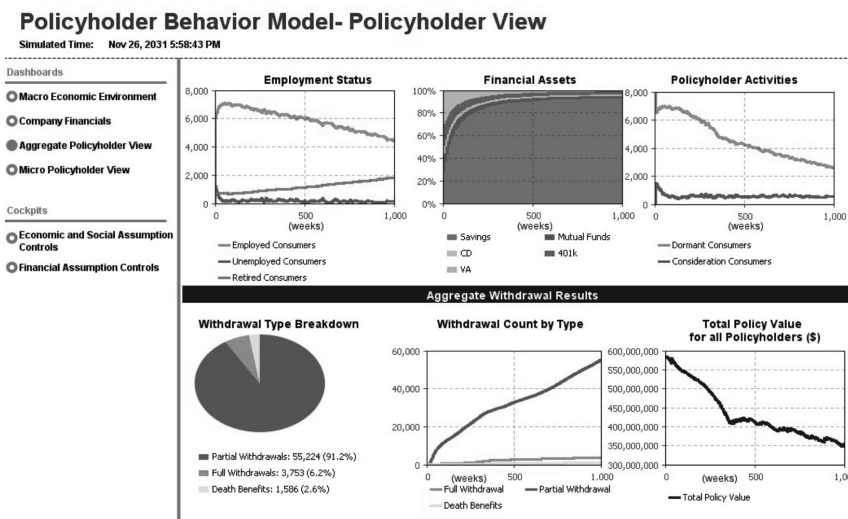 Policyholder Behavior Model- Policyholder View
Simulated Time: Nov 26, 2031 5:58:43 PM
Dashboards
Macro Economic Environment
Company Financials
Aggregate Policyholder View
Micro Policyholder View
Cockpits
Economic and Social Assumption
Controls
Financial Assumption Controls
Employment Status
8,000
6,000
4,000
2,000
0
0
500
1,000
(weeks)
Employed Consumers
Unemployed Consumers
Retired Consumers
Financial Assets
100%
80%
60%
40%
20%
0%
0
500
1,000
(weeks)
Savings
Mutual Funds
CD
401k
VA
Policyholder Activities
8,000
6,000
4,000
2,000
0
0
500
1,000
(weeks)
Dormant Consumers
Consideration Consumers
Aggregate Withdrawal Results
Withdrawal Type Breakdown
Partial Withdrawals: 55,224 (91.2%)
Full Withdrawals: 3,753 (6.2%)
Death Benefits: 1,586 (2.6%)
Withdrawal Count by Type
60,000
40,000
20,000
0
0
500
1.000
(weeks)
Full Withdrawal
Partial Withdrawal
Death Benefits
Total Policy Value
for all Policyholders ($)
600,000,000
550,000,000
500,000,000
450,000,000
400,000,000
350,000,000
300,000,000
0
(weeks)
500
1,0
Total Policy Value